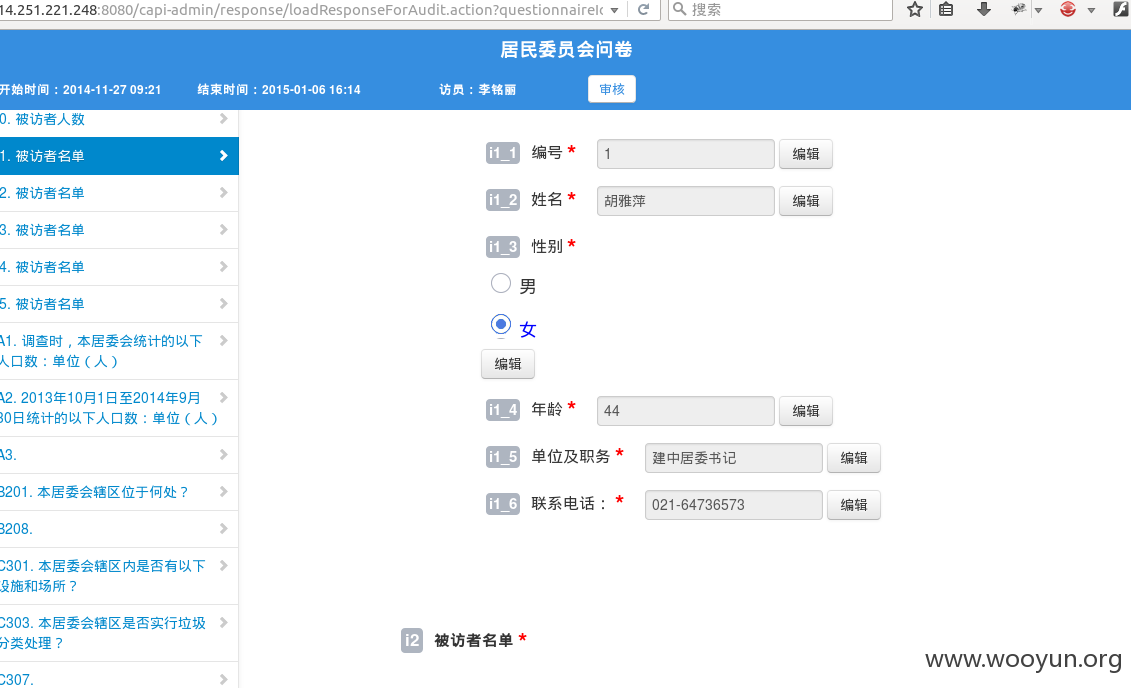 14.251.221.248:8080/capi-admin/response/loadResponseForAudit.action?questionnaireId
搜索
居民委员会问卷
开始时间：2014-11-27 09:21 结束时间：2015-01-06 16:14 访员：李铭丽 审核
0. 被访者人数
1. 被访者名单
2. 被访者名单
3. 被访者名单
4. 被访者名单
5. 被访者名单
A1. 调查时，本居委会统计的以下
人口数：单位（人）
A2. 2013年10月1日至2014年9月
30日统计的以下人口数：单位（人）
A3.
B201. 本居委会辖区位于何处？
B208.
C301. 本居委会辖区内是否有以下
设施和场所？
C303. 本居委会辖区是否实行垃圾
分类处理？
C307.
i1_1 编号 * 1 编辑
i1_2 姓名 * 胡雅萍 编辑
i1_3 性别 *
男
女
编辑
i1_4 年龄 * 44 编辑
i1_5 单位及职务 * 建中居委书记 编辑
i1_6 联系电话： * 021-64736573 编辑
i2 被访者名单 *
www.wooyun.org